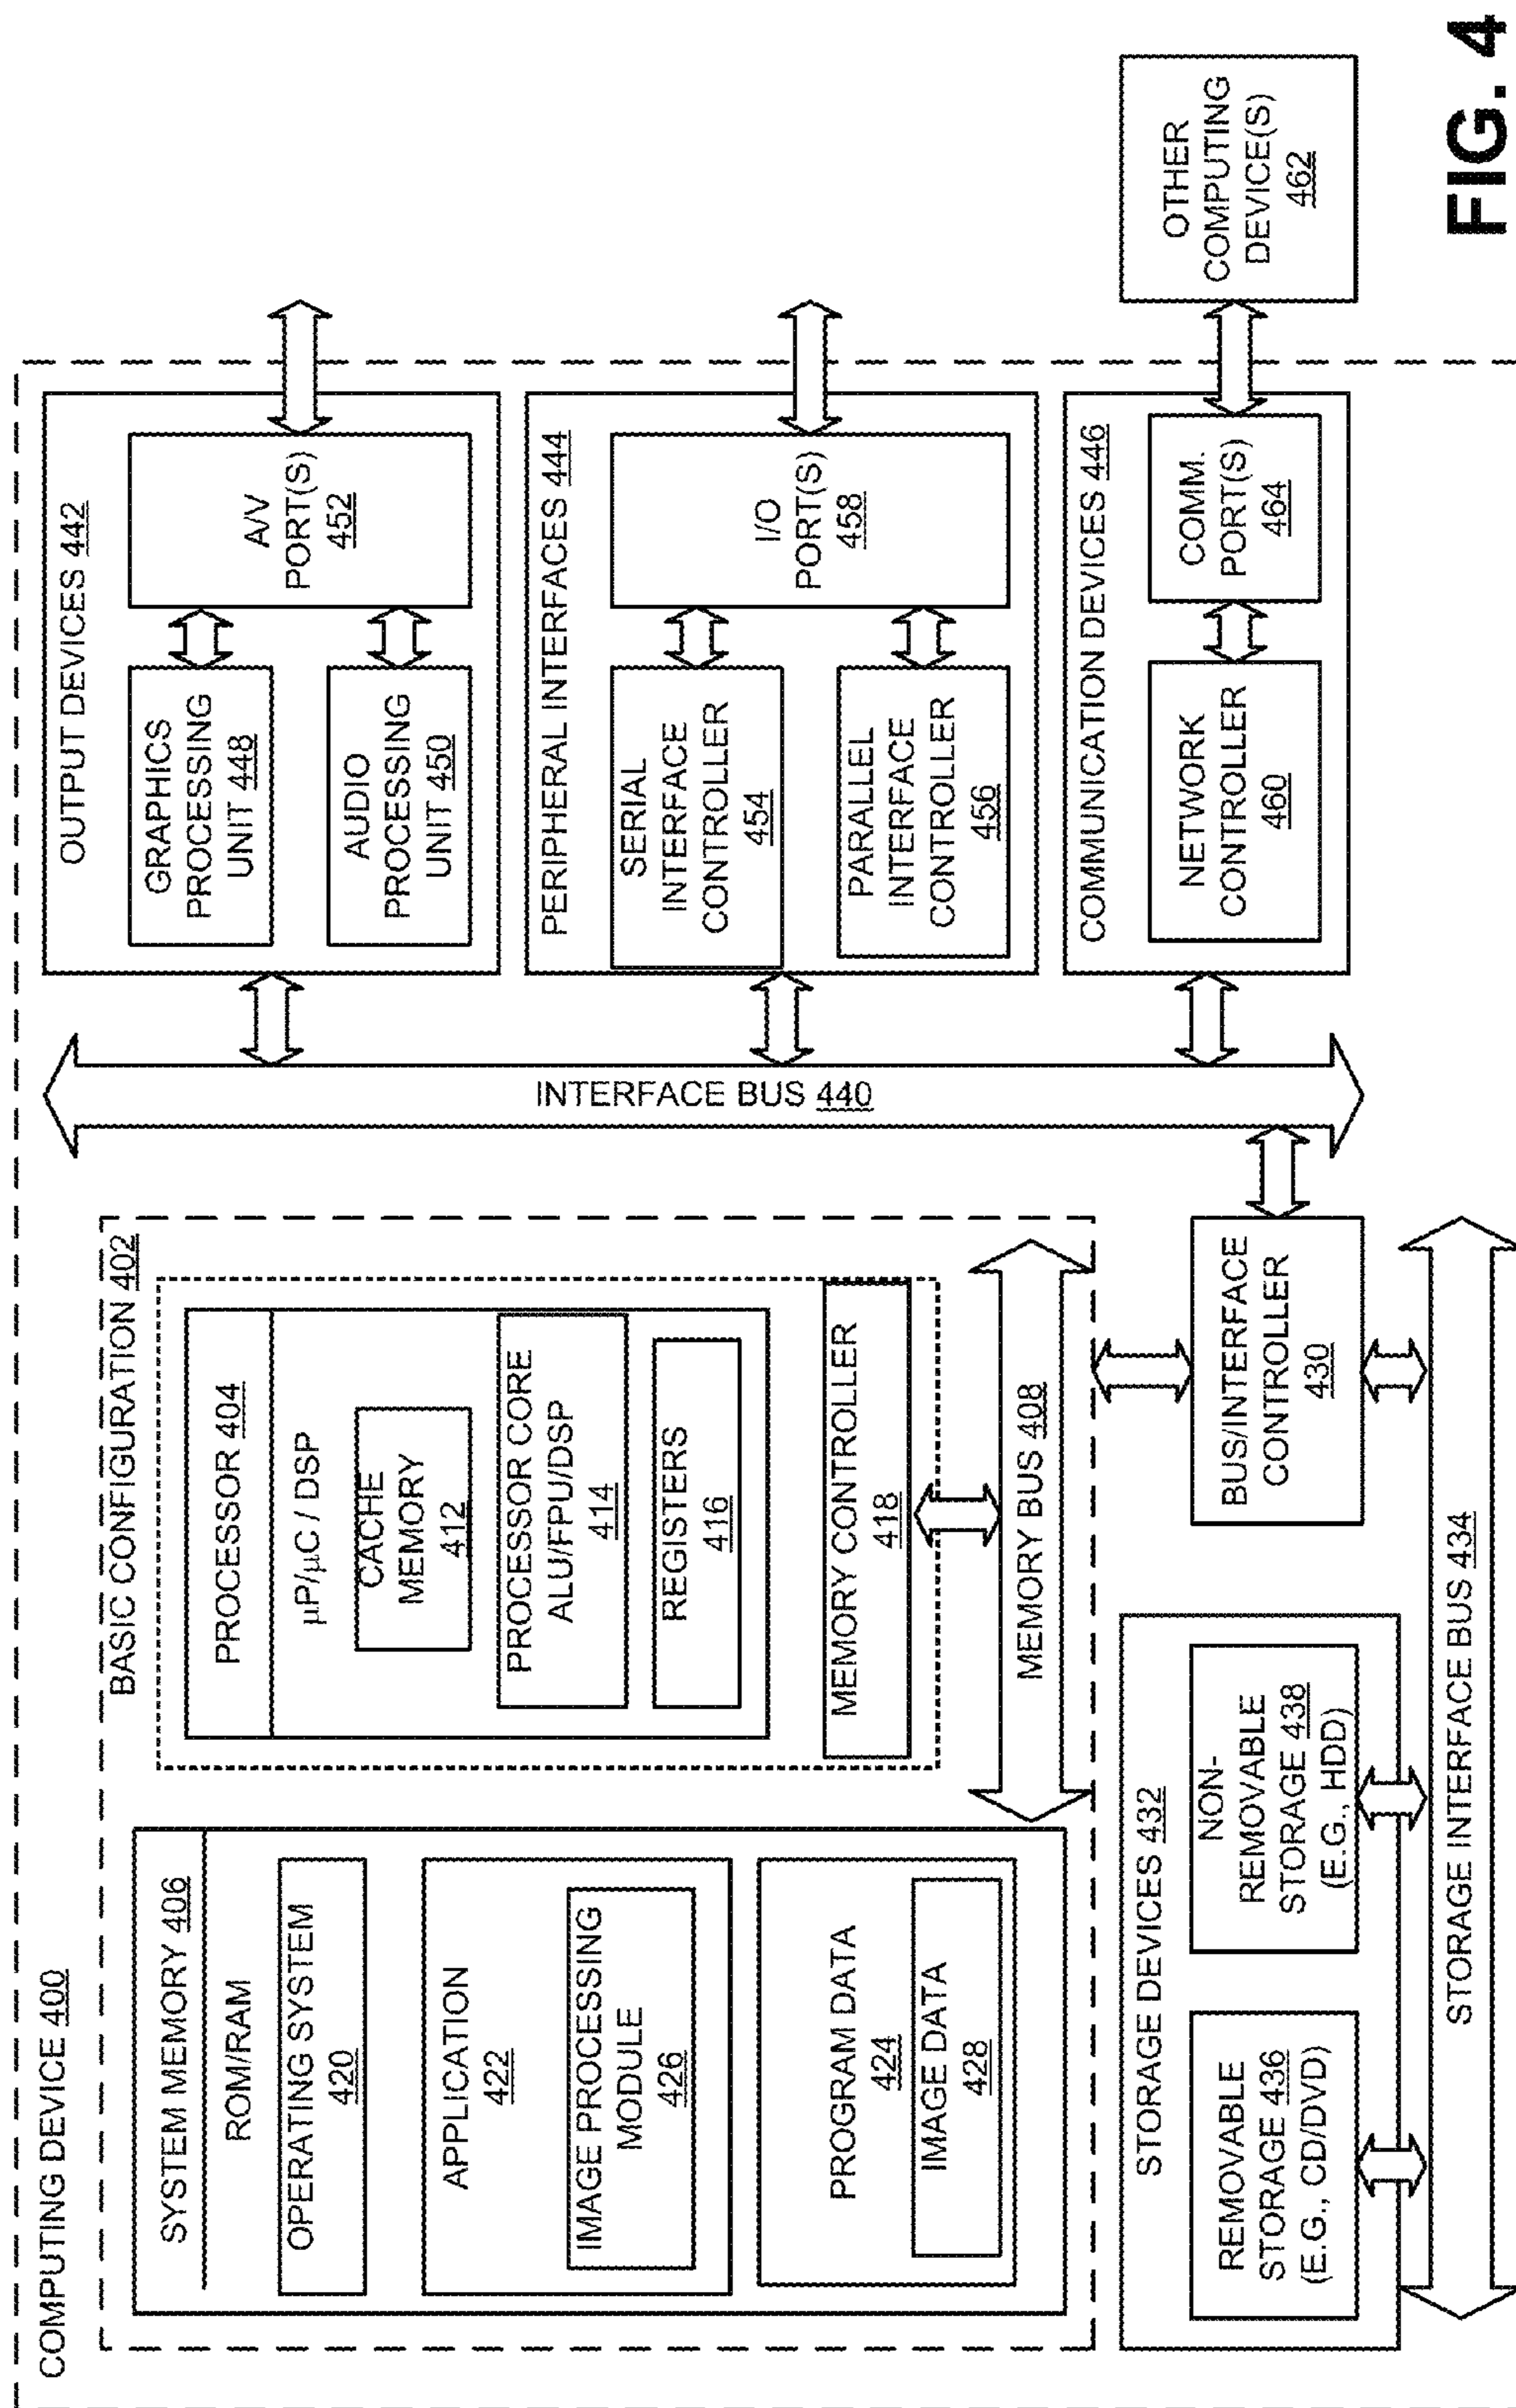 COMPUTING DEVICE 400
BASIC CONFIGURATION 402
SYSTEM MEMORY 406
ROM/RAM
OPERATING SYSTEM
420
APPLICATION
422
IMAGE PROCESSING
MODULE
426
PROGRAM DATA
424
IMAGE DATA
428
PROCESSOR 404
µP/µC / DSP
CACHE
MEMORY
412
PROCESSOR CORE
ALU/FPU/DSP
414
REGISTERS
416
MEMORY CONTROLLER
418
MEMORY BUS 408
BUS/INTERFACE
CONTROLLER
430
STORAGE DEVICES 432
REMOVABLE
STORAGE 436
(E.G., CD/DVD)
NON-
REMOVABLE
STORAGE 438
(E.G., HDD)
STORAGE INTERFACE BUS 434
INTERFACE BUS 440
OUTPUT DEVICES 442
GRAPHICS
PROCESSING
UNIT 448
AUDIO
PROCESSING
UNIT 450
A/V
PORT(S)
452
PERIPHERAL INTERFACES 444
SERIAL
INTERFACE
CONTROLLER
454
PARALLEL
INTERFACE
CONTROLLER
456
I/O
PORT(S)
458
COMMUNICATION DEVICES 446
NETWORK
CONTROLLER
460
COMM.
PORT(S)
464
OTHER
COMPUTING
DEVICE(S)
462
FIG. 4